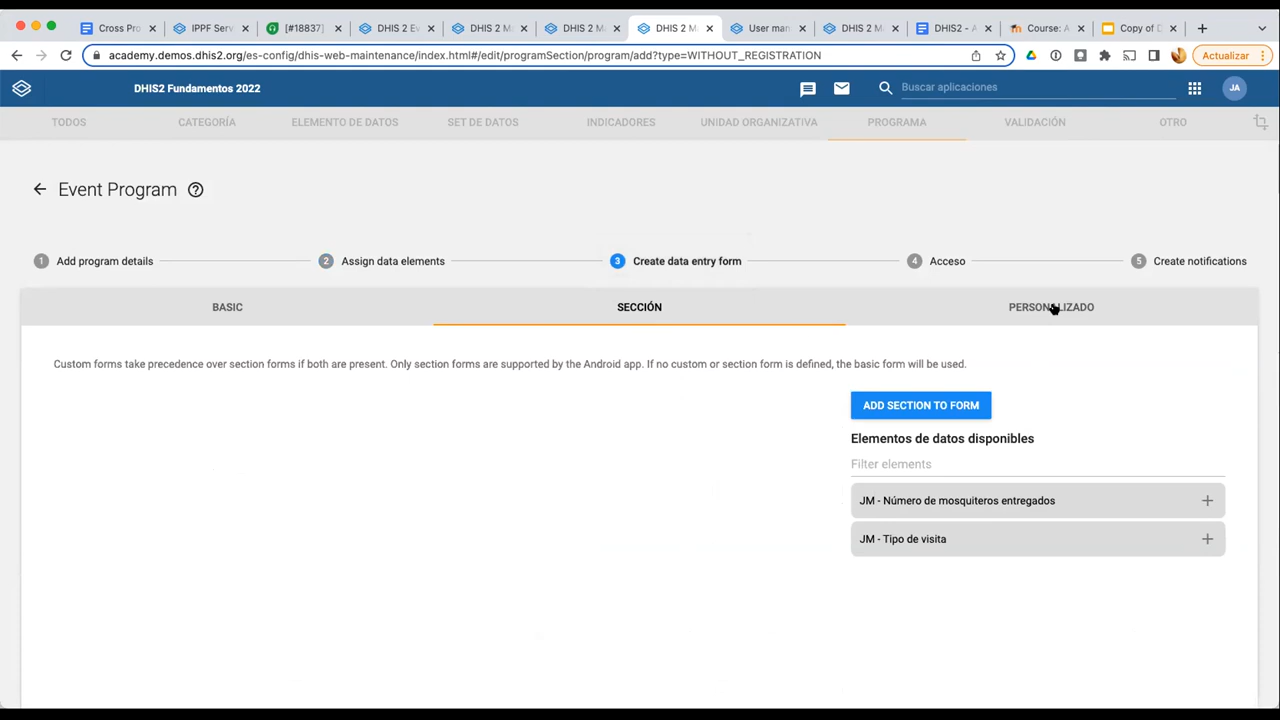 Cross Pro
IPPF Serv
[#18837]
DHIS 2 Ev
DHIS 2 Ma
DHIS 2 Ma
DHIS 2 Ma
User man
DHIS 2 Ma
DHIS2 - A
Course: A
Copy of D
academy.demos.dhis2.org/es-config/dhis-web-maintenance/index.html#/edit/programSection/program/add?type=WITHOUT_REGISTRATION
Actualizar
DHIS2 Fundamentos 2022
Buscar aplicaciones
JA
TODOS
CATEGORÍA
ELEMENTO DE DATOS
SET DE DATOS
INDICADORES
UNIDAD ORGANIZATIVA
PROGRAMA
VALIDACIÓN
OTRO
Event Program
1 Add program details
2 Assign data elements
3 Create data entry form
4 Acceso
5 Create notifications
BASIC
SECCIÓN
PERSONALIZADO
Custom forms take precedence over section forms if both are present. Only section forms are supported by the Android app. If no custom or section form is defined, the basic form will be used.
ADD SECTION TO FORM
Elementos de datos disponibles
Filter elements
JM - Número de mosquiteros entregados
JM - Tipo de visita